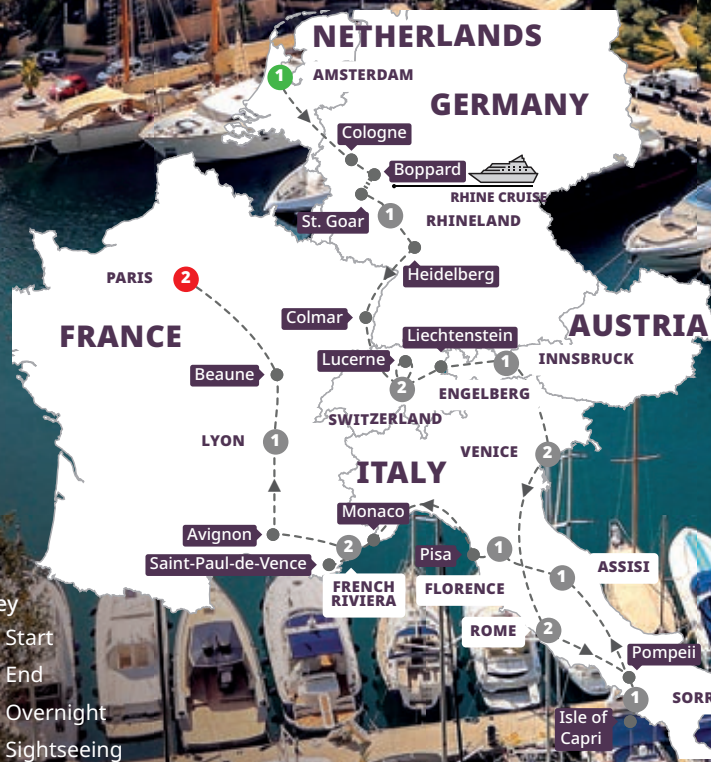 NETHERLANDS
1
AMSTERDAM
GERMANY
Cologne
Boppard
RHINE CRUISE
St. Goar
1
RHINELAND
Heidelberg
PARIS
2
FRANCE
Colmar
Liechtenstein
AUSTRIA
Lucerne
1
INNSBRUCK
Beaune
2
ENGELBERG
SWITZERLAND
LYON
1
VENICE
2
ITALY
Monaco
Avignon
2
Pisa
1
Saint-Paul-de-Vence
FRENCH
RIVIERA
FLORENCE
1
ASSISI
ROME
2
Pompeii
1
SORR
Isle of
Capri
ey
Start
End
Overnight
Sightseeing